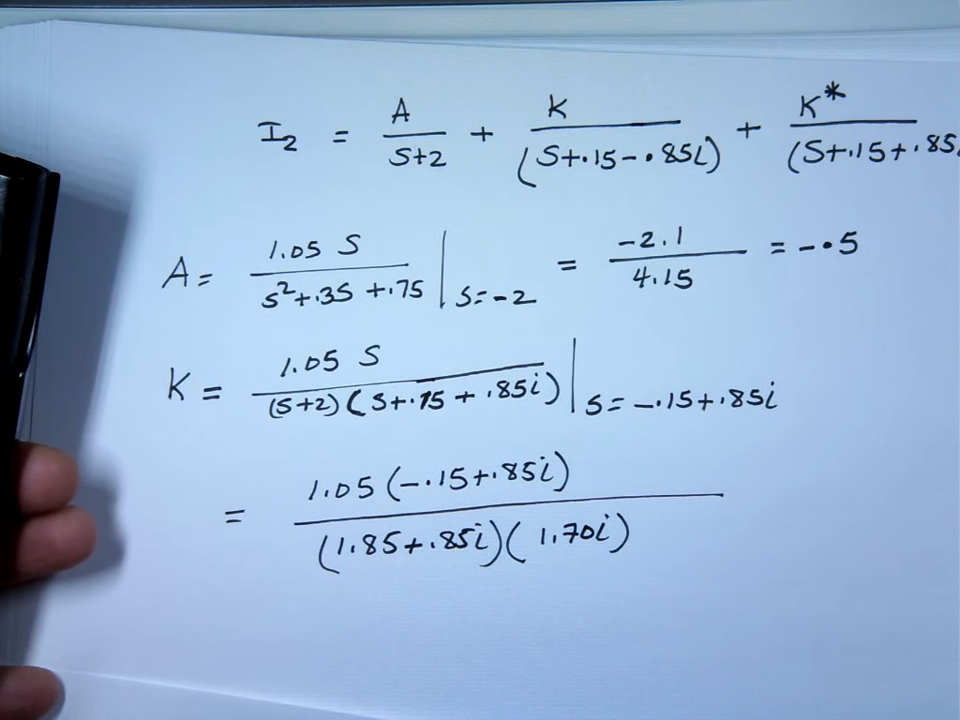 I₂ = A/(S+2) + K/(S+.15-.85i) + K*/(S+.15+.85
A = 1.05 S/(s²+.3S+.75) | S=-2 = -2.1/4.15 = -.5
K = 1.05 S/((S+2)(S+.15+.85i)) | S=-.15+.85i
= 1.05(-.15+.85i)/((1.85+.85i)(1.70i))